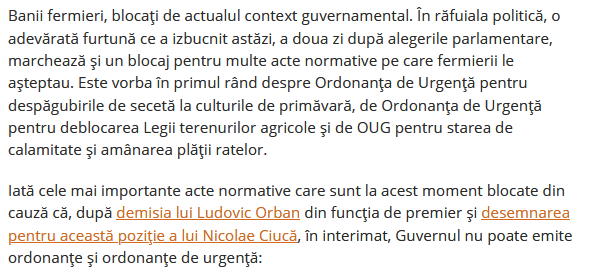 Banii fermieri, blocați de actualul context guvernamental. În răfuiala politică, o
adevărată furtună ce a izbucnit astăzi, a doua zi după alegerile parlamentare,
marchează și un blocaj pentru multe acte normative pe care fermierii le
așteptau. Este vorba în primul rând despre Ordonanța de Urgență pentru
despăgubirile de secetă la culturile de primăvară, de Ordonanța de Urgență
pentru deblocarea Legii terenurilor agricole și de OUG pentru starea de
calamitate și amânarea plății ratelor.
Iată cele mai importante acte normative care sunt la acest moment blocate din
cauză că, după demisia lui Ludovic Orban din funcția de premier și desemnarea
pentru această poziție a lui Nicolae Ciucă, în interimat, Guvernul nu poate emite
ordonanțe și ordonanțe de urgență: